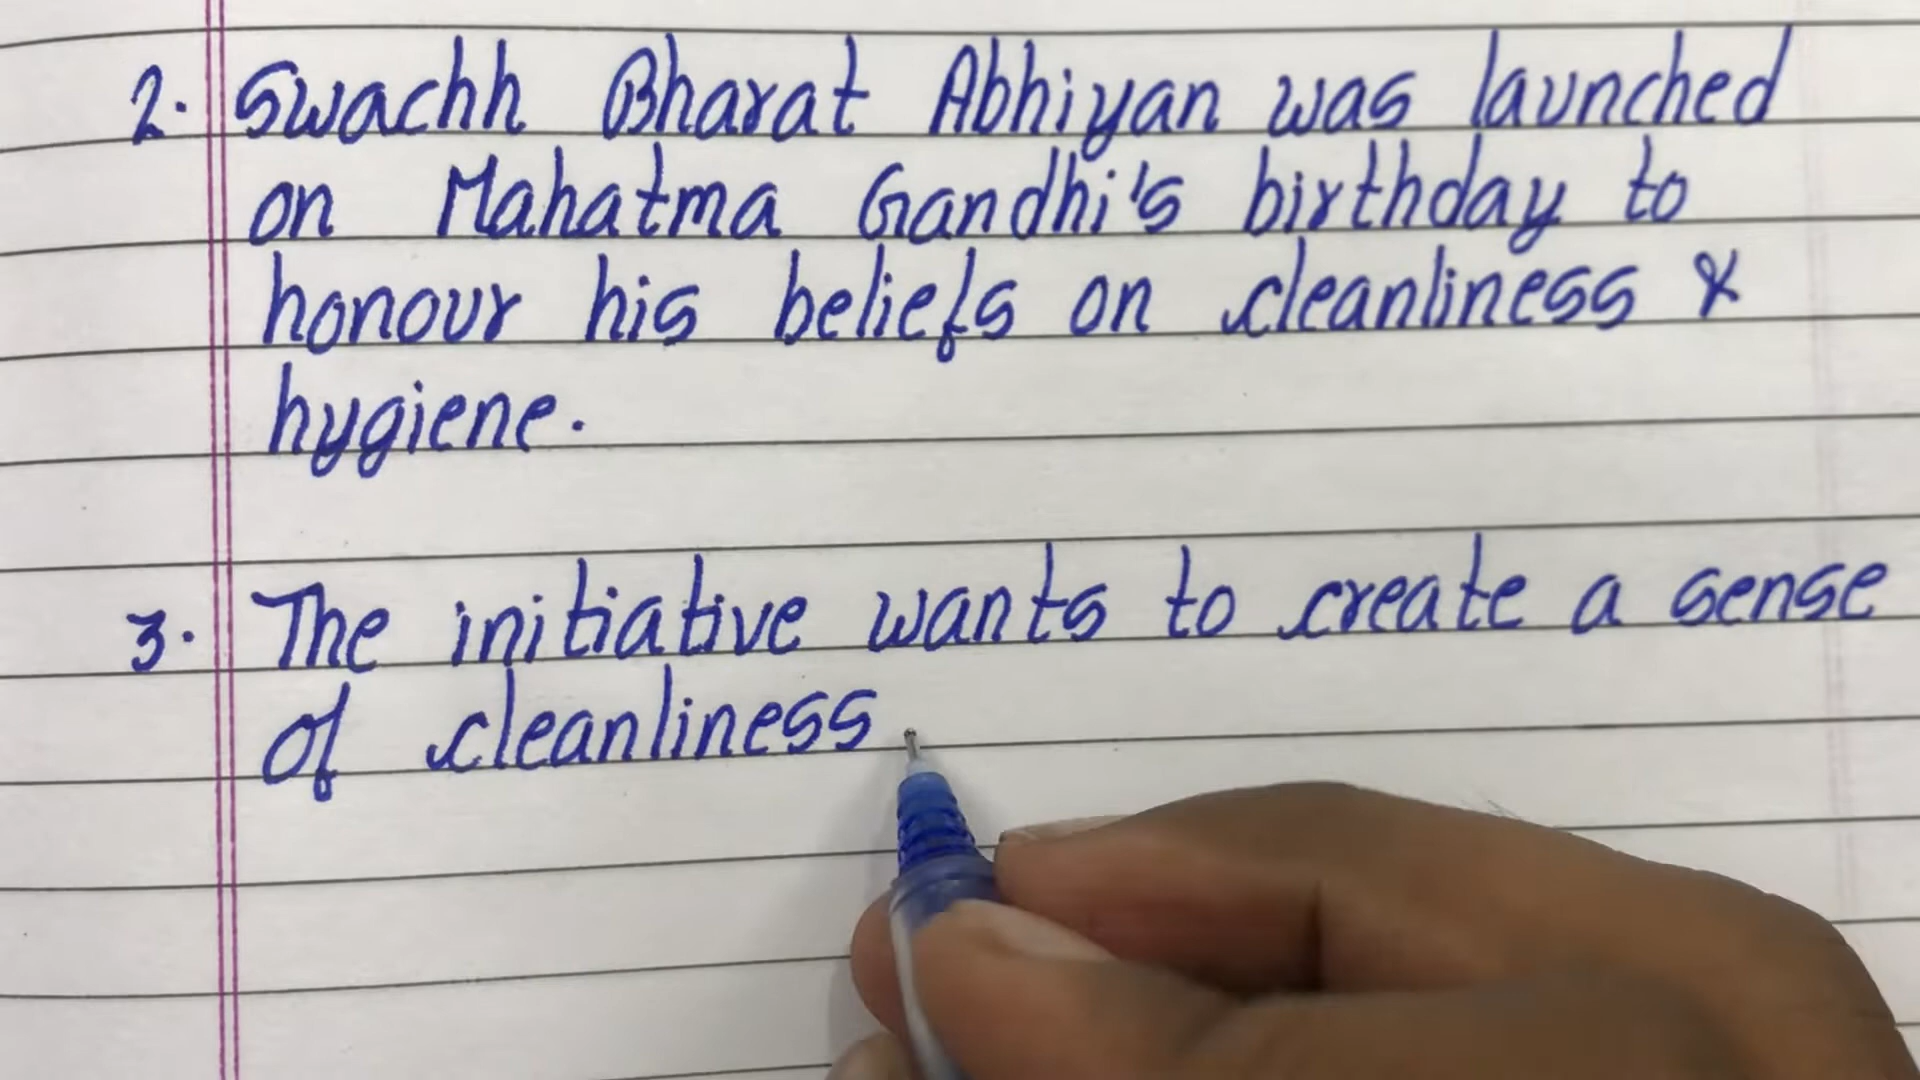 2. Swachh Bharat Abhiyan was launched
on Mahatma Gandhi's birthday to
honour his beliefs on cleanliness &
hygiene.
3. The initiative wants to create a sense
of cleanliness